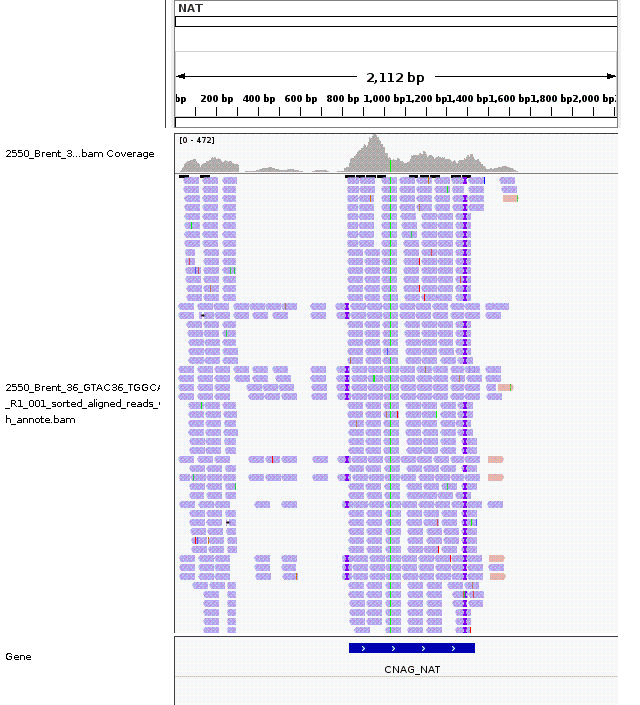 NAT
2,112 bp
bp 200 bp 400 bp 600 bp 800 bp 1,000 bp 1,200 bp 1,400 bp 1,600 bp 1,800 bp 2,000 bp
[0 - 472]
2550_Brent_3...bam Coverage
2550_Brent_36_GTAC36_TGGCA
_R1_001_sorted_aligned_reads_
h_annote.bam
Gene
CNAG_NAT